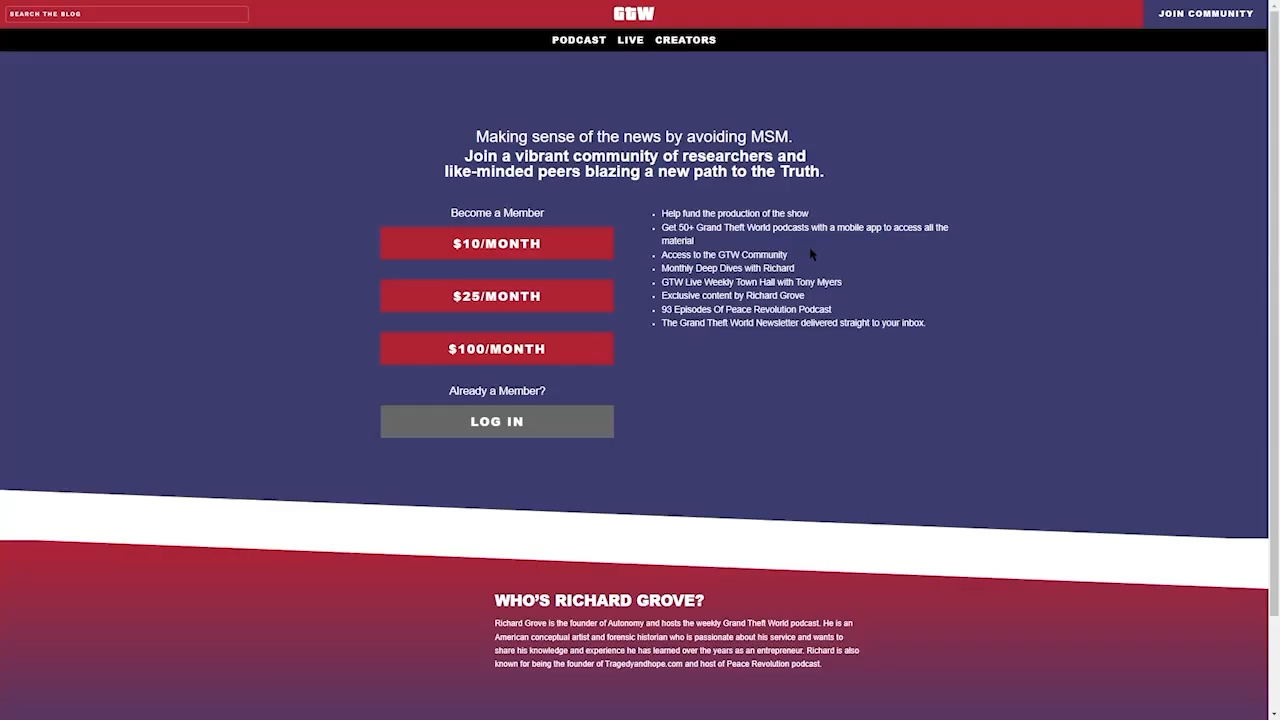 SEARCH THE BLOG
GTW
JOIN COMMUNITY
PODCAST LIVE CREATORS
Making sense of the news by avoiding MSM.
Join a vibrant community of researchers and
like-minded peers blazing a new path to the Truth.
Become a Member
$10/MONTH
$25/MONTH
$100/MONTH
Already a Member?
LOG IN
Help fund the production of the show
Get 50+ Grand Theft World podcasts with a mobile app to access all the
material
Access to the GTW Community
Monthly Deep Dives with Richard
GTW Live Weekly Town Hall with Tony Myers
Exclusive content by Richard Grove
93 Episodes Of Peace Revolution Podcast
The Grand Theft World Newsletter delivered straight to your inbox.
WHO'S RICHARD GROVE?
Richard Grove is the founder of Autonomy and hosts the weekly Grand Theft World podcast. He is an
American conceptual artist and forensic historian who is passionate about his service and wants to
share his knowledge and experience he has learned over the years as an entrepreneur. Richard is also
known for being the founder of Tragedyandhope.com and host of Peace Revolution podcast.